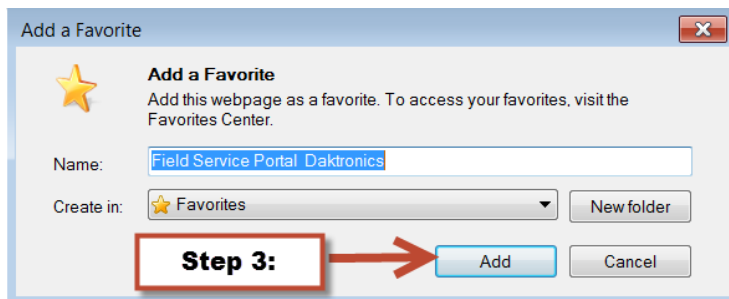 Add a Favorite
Add a Favorite
Add this webpage as a favorite. To access your favorites, visit the
Favorites Center.
Name: Field Service Portal Daktronics
Create in: Favorites New folder
Step 3: Add Cancel